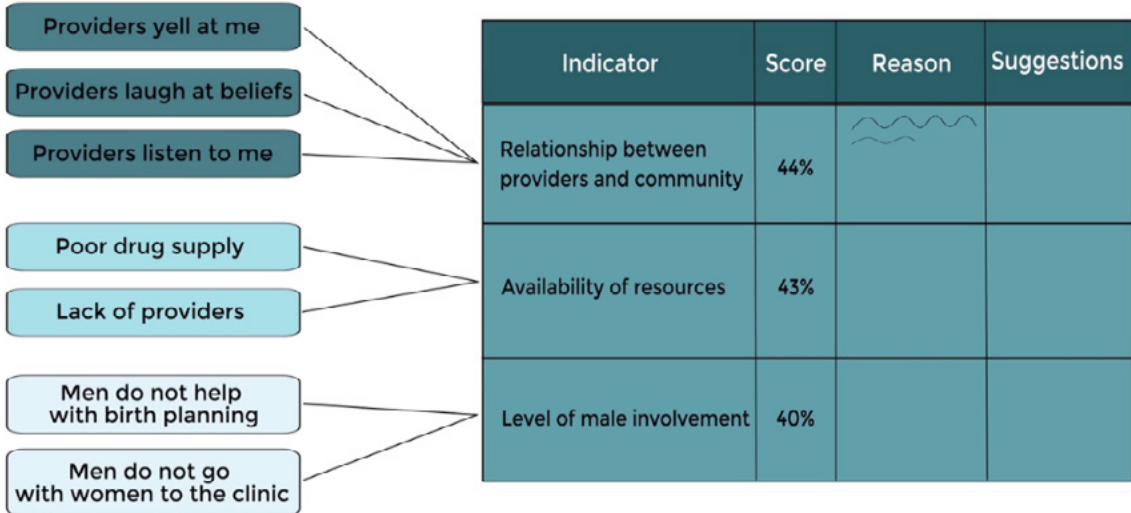 Providers yell at me
Providers laugh at beliefs
Providers listen to me
Poor drug supply
Lack of providers
Men do not help
with birth planning
Men do not go
with women to the clinic
Indicator Score Reason Suggestions
Relationship between
providers and community
44%
Availability of resources 43%
Level of male involvement 40%